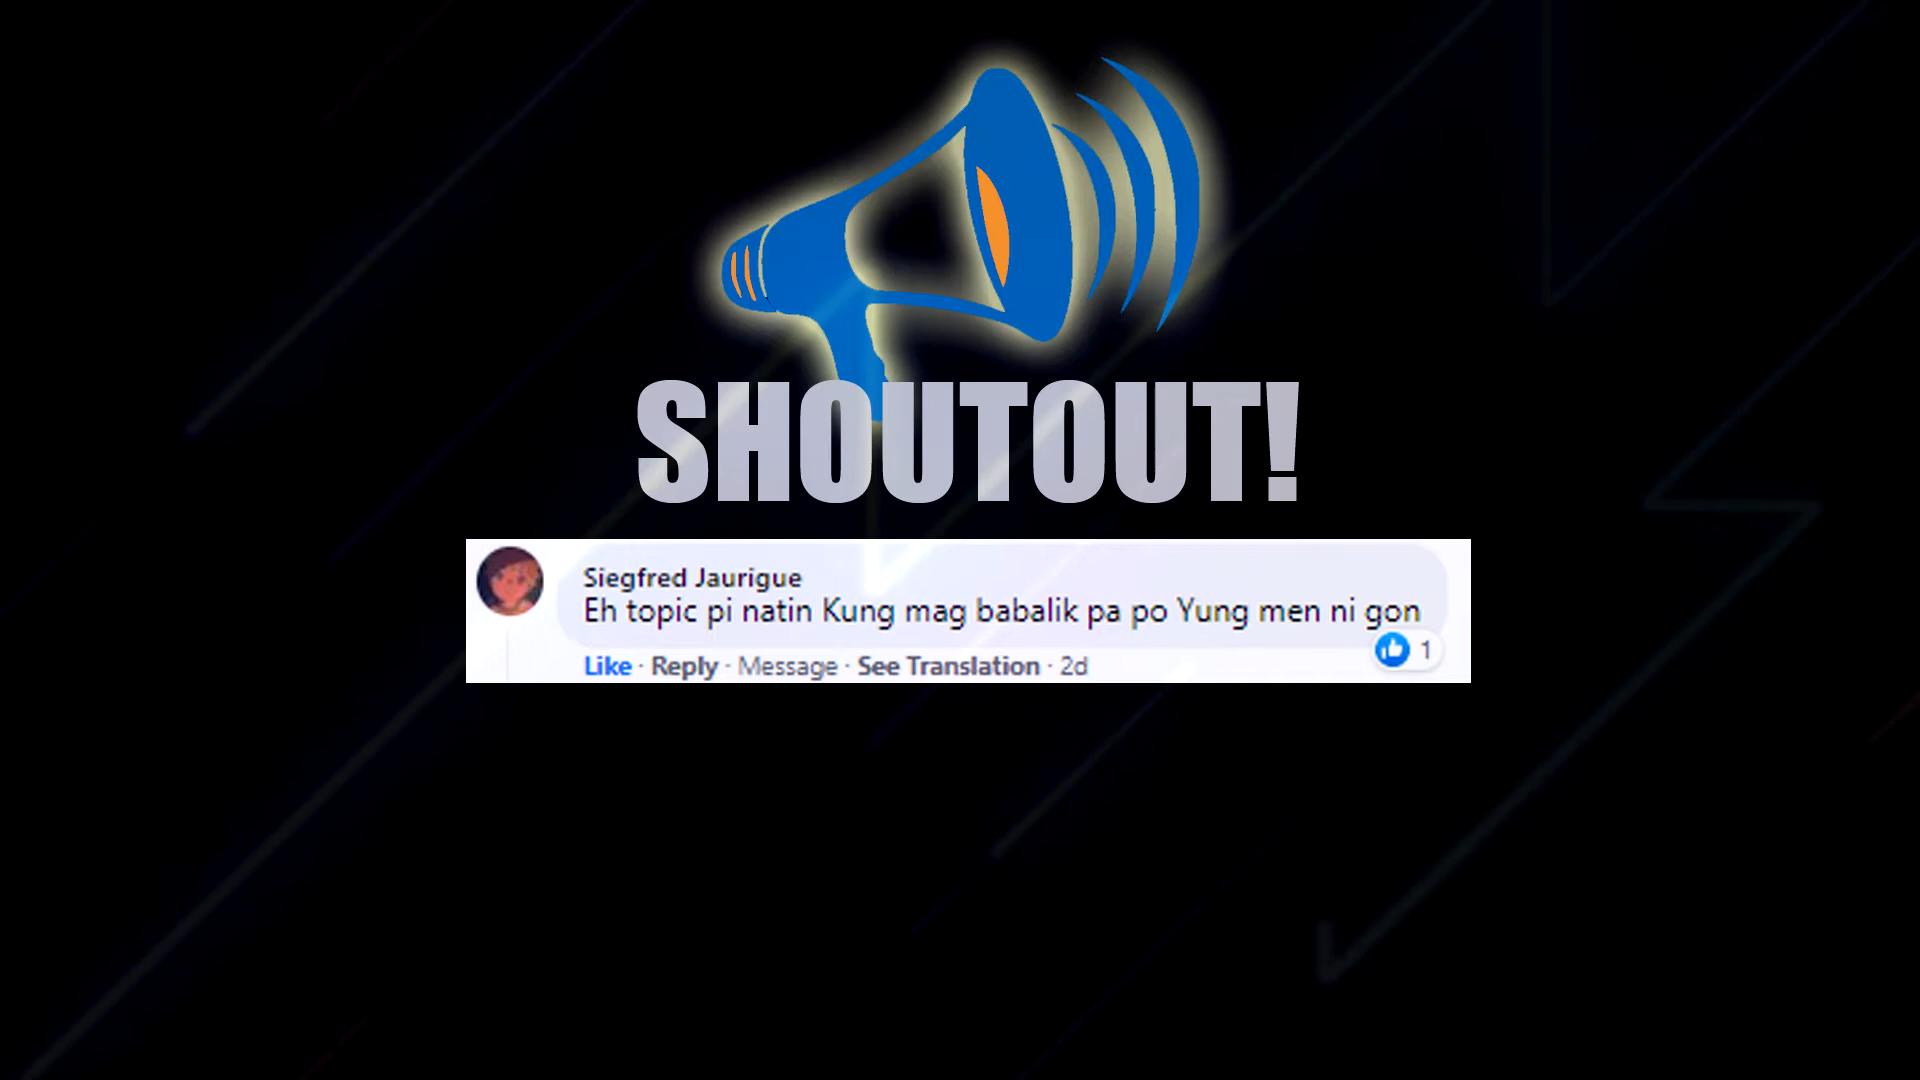 SHOUTOUT!
Siegfred Jaurigue
Eh topic pi natin Kung mag babalik pa po Yung men ni gon
1
Like · Reply · Message · See Translation · 2d